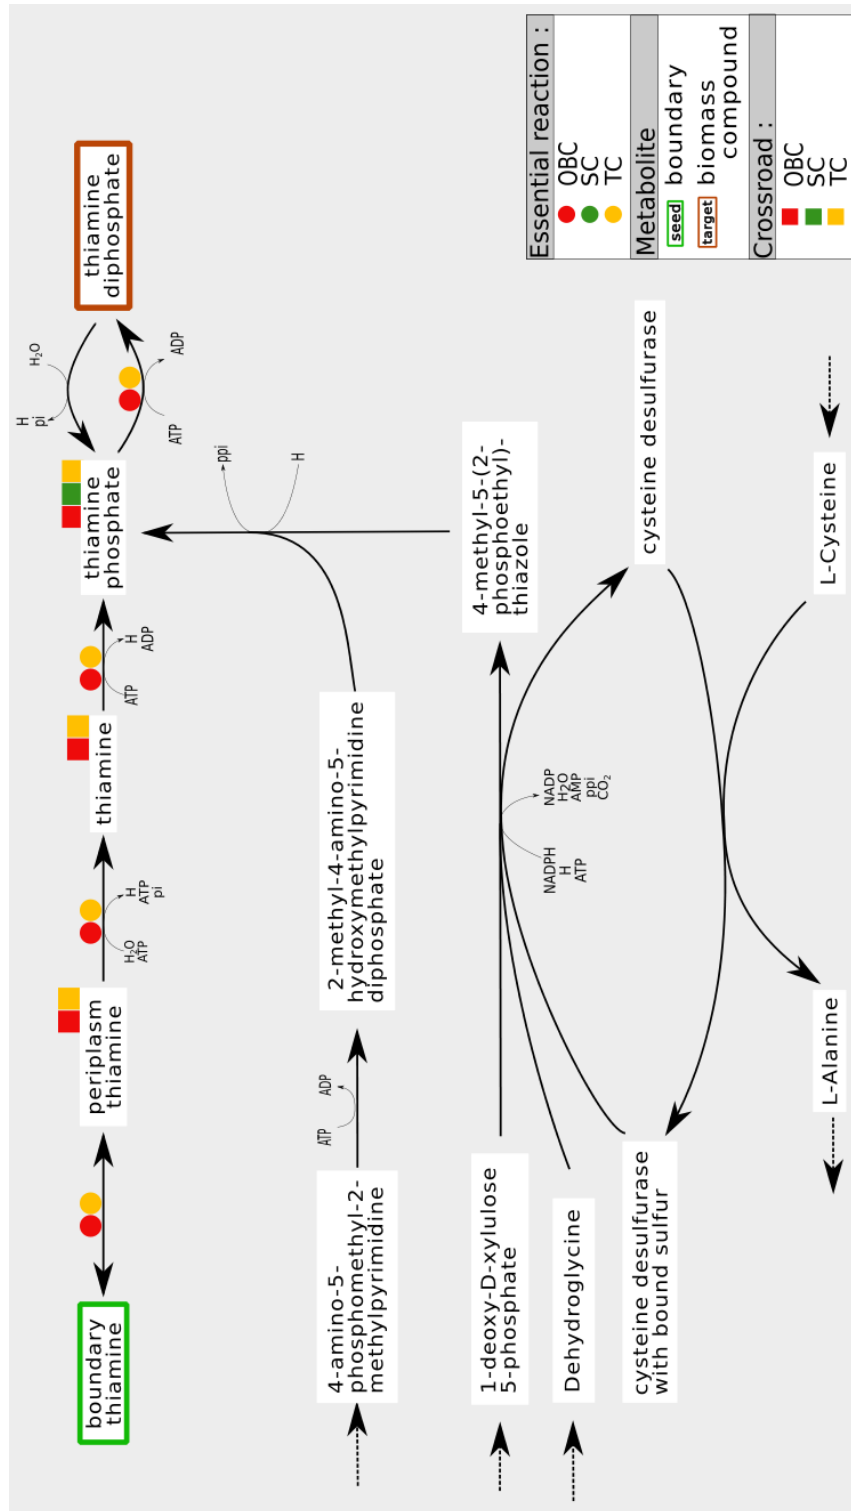 boundary
thiamine
periplasm
thiamine
H₂O
ATP
H
ATP
pi
thiamine
ATP
H
ADP
thiamine
phosphate
H
pi
H₂O
ATP
ADP
thiamine
diphosphate
4-amino-5-
phosphomethyl-2-
methylpyrimidine
ATP
ADP
2-methyl-4-amino-5-
hydroxymethylpyrimidine
diphosphate
ppi
H
1-deoxy-D-xylulose
5-phosphate
Dehydroglycine
cysteine desulfurase
with bound sulfur
NADPH
H
ATP
NADP
H2O
AMP
ppi
CO₂
4-methyl-5-(2-
phosphoethyl)-
thiazole
cysteine desulfurase
L-Alanine
L-Cysteine
Essential reaction :
OBC
SC
TC
Metabolite
seed boundary
target biomass
compound
Crossroad :
OBC
SC
TC